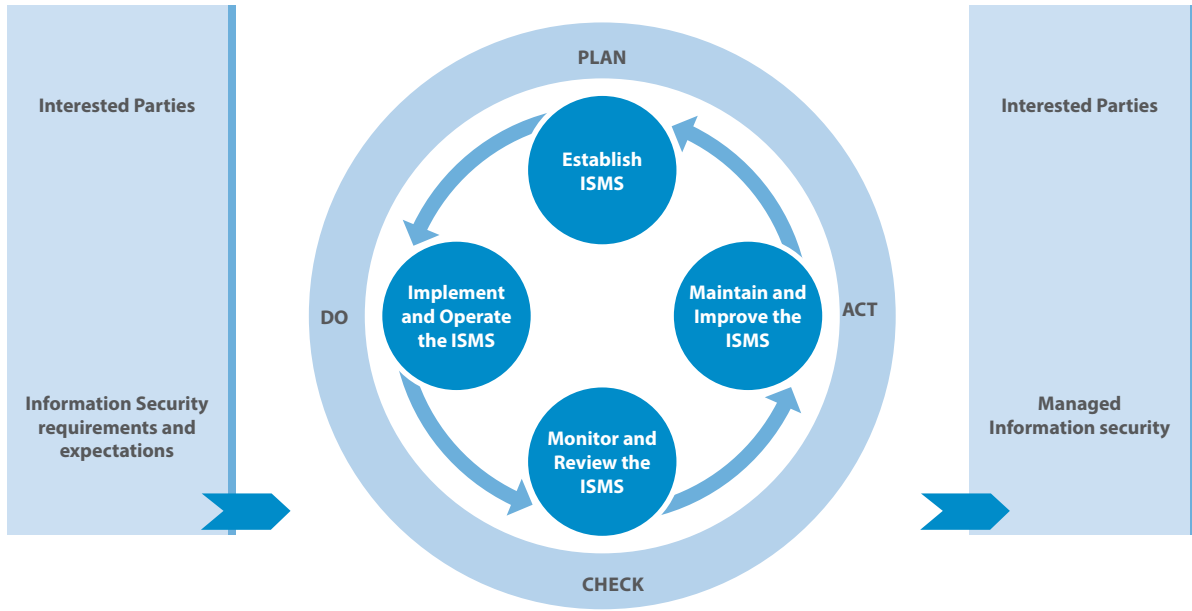 Interested Parties
Information Security
requirements and
expectations
PLAN
Establish
ISMS
DO
Implement
and Operate
the ISMS
Maintain and
Improve the
ISMS
ACT
Monitor and
Review the
ISMS
CHECK
Interested Parties
Managed
Information security